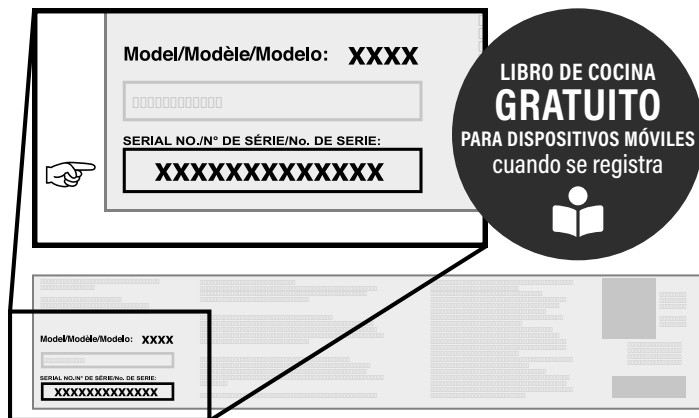 Model/Modèle/Modelo: XXXX
SERIAL NO./N° DE SÉRIE/No. DE SERIE:
XXXXXXXXXXXXX
LIBRO DE COCINA
GRATUITO
PARA DISPOSITIVOS MÓVILES
cuando se registra
Model/Modèle/Modelo: XXXX
SERIAL NO./N° DE SÉRIE/No. DE SERIE:
XXXXXXXXXXXXX